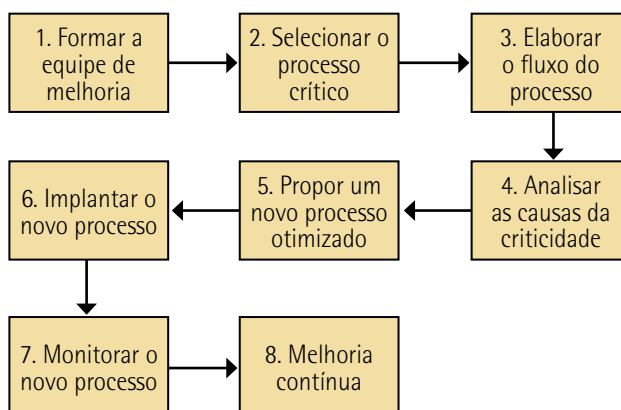 1. Formar a
equipe de
melhoria
2. Selecionar o
processo
crítico
3. Elaborar
o fluxo do
processo
4. Analisar
as causas da
criticidade
5. Propor um
novo processo
otimizado
6. Implantar o
novo processo
7. Monitorar o
novo processo
8. Melhoria
contínua